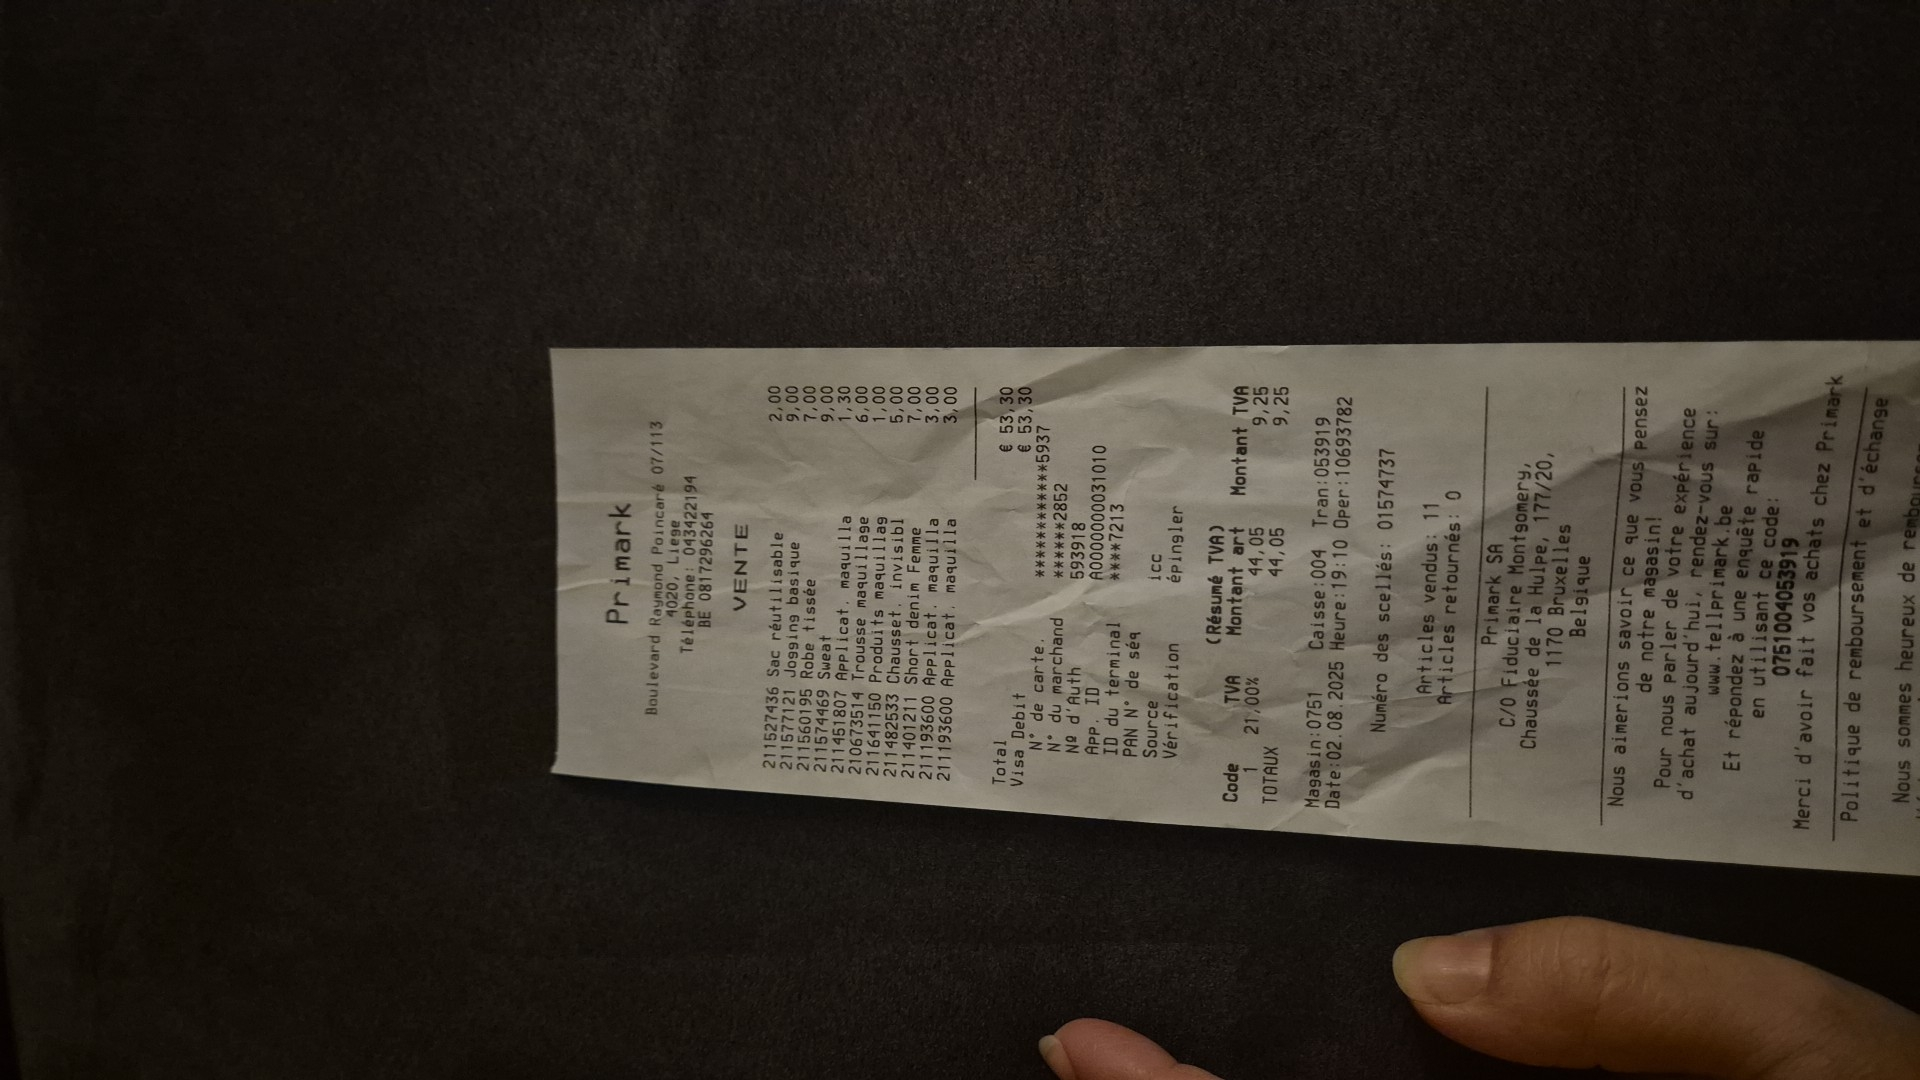 Primark
Boulevard Raymond Poincaré 07/113
4020, Liege
Téléphone: 043422194
BE 0817296264
VENTE
211527436 Sac réutilisable 2,00
211577121 Jogging basique 9,00
211560195 Robe tissée 7,00
211574469 Sweat 9,00
211451807 Applicat. maquilla 1,30
210673514 Trousse maquillage 6,00
211641150 Produits maquillag 1,00
211482533 Chausset. invisibl 5,00
211401211 Short denim Femme 7,00
211193600 Applicat. maquilla 3,00
211193600 Applicat. maquilla 3,00
Total € 53,30
Visa Debit € 53,30
N° de carte. ************5937
N° du marchand ******2852
Nº d'Auth 593918
App. ID A0000000031010
ID du terminal ****7213
PAN N° de séq
Source icc
Vérification épingler
(Résumé TVA)
Code TVA Montant art Montant TVA
1 21,00% 44,05 9,25
TOTAUX 44,05 9,25
Magasin:0751 Caisse:004 Tran:053919
Date:02.08.2025 Heure:19:10 Oper:10693782
Numéro des scellés: 01574737
Articles vendus: 11
Articles retournés: 0
Primark SA
C/O Fiduciaire Montgomery,
Chaussée de la Hulpe, 177/20,
1170 Bruxelles
Belgique
Nous aimerions savoir ce que vous pensez
de notre magasin!
Pour nous parler de votre expérience
d'achat aujourd'hui, rendez-vous sur:
www.tellprimark.be
Et répondez à une enquête rapide
en utilisant ce code:
0751004053919
Merci d'avoir fait vos achats chez Primark
Politique de remboursement et d'échange
Nous sommes heureux de